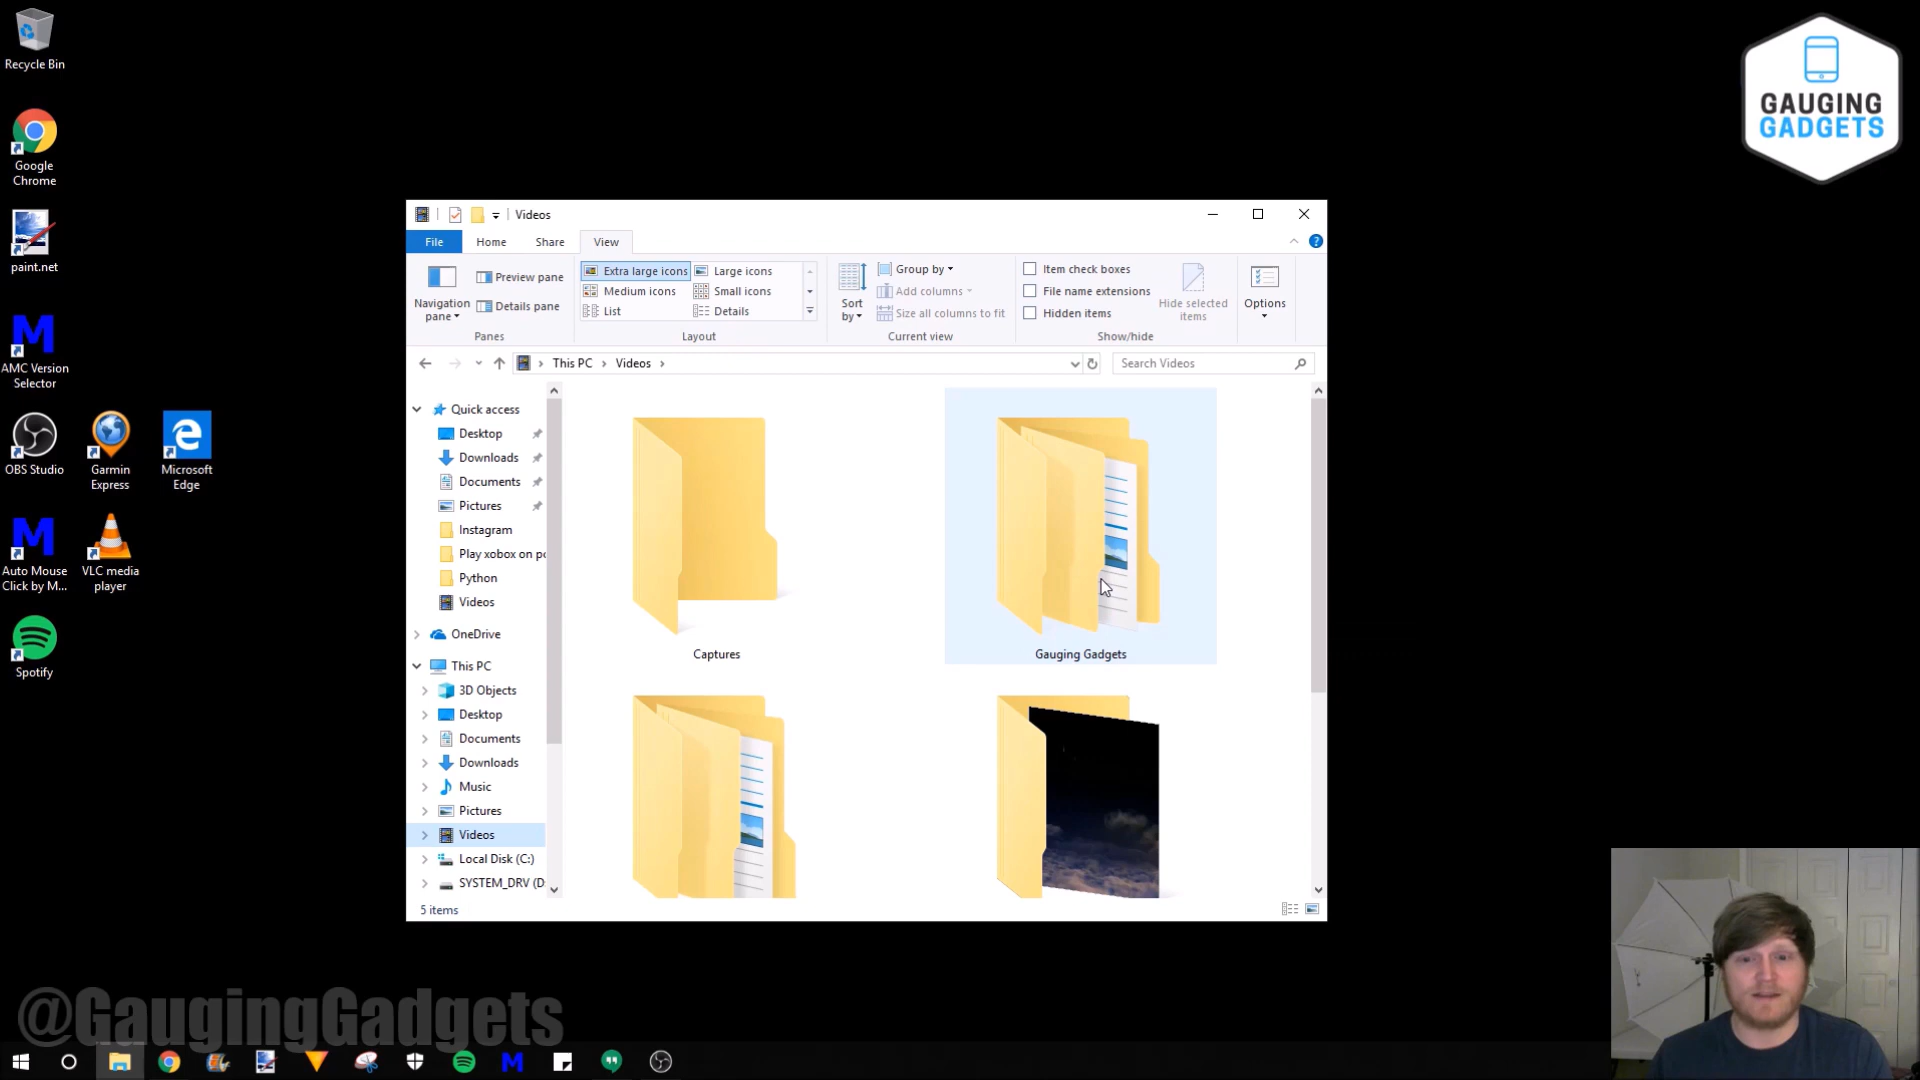 Recycle Bin
Google
Chrome
paint.net
AMC Version
Selector
OBS Studio
Garmin
Express
Microsoft
Edge
Auto Mouse
Click by M...
VLC media
player
Spotify
GAUGING
GADGETS
Videos
File
Home
Share
View
Navigation
pane
Preview pane
Details pane
Panes
Extra large icons
Large icons
Medium icons
Small icons
List
Details
Layout
Sort
by
Group by
Add columns
Size all columns to fit
Current view
Item check boxes
File name extensions
Hidden items
Hide selected
items
Show/hide
Options
This PC
Videos
Search Videos
Quick access
Desktop
Downloads
Documents
Pictures
Instagram
Play xobox on pc
Python
Videos
OneDrive
This PC
3D Objects
Desktop
Documents
Downloads
Music
Pictures
Videos
Local Disk (C:)
SYSTEM_DRV (D
Captures
Gauging Gadgets
5 items
@GaugingGadgets